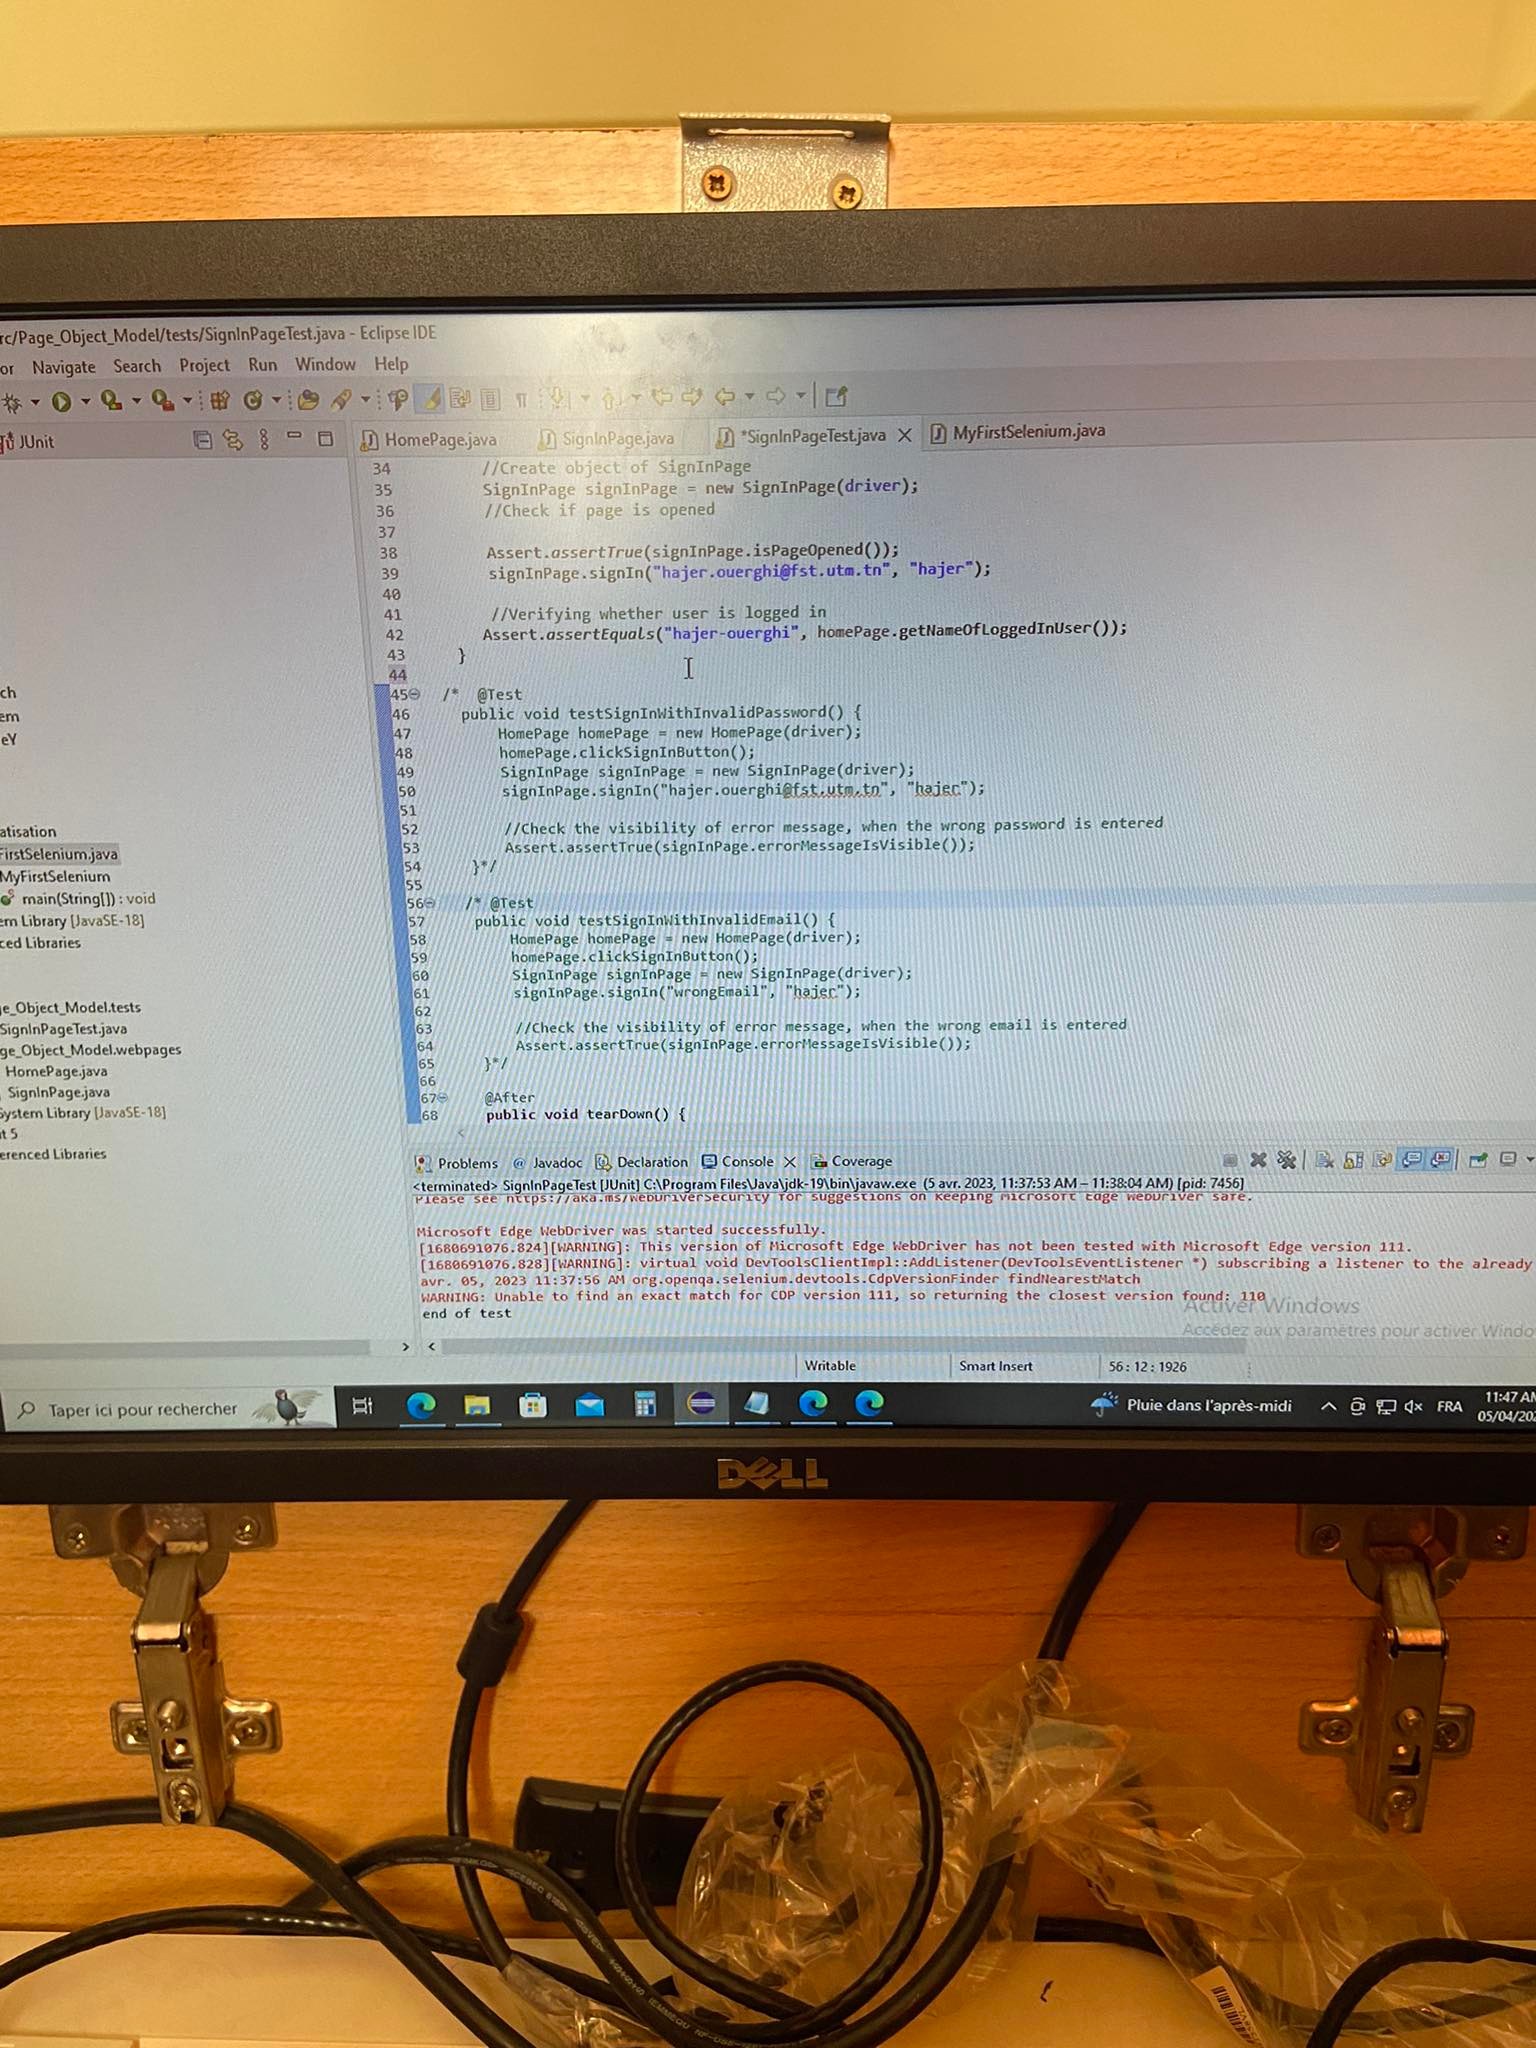 rc/Page_Object_Model/tests/SignInPageTest.java - Eclipse IDE
or Navigate Search Project Run Window Help
JUnit
HomePage.java SignInPage.java *SignInPageTest.java MyFirstSelenium.java
34 //Create object of SignInPage
35 SignInPage signInPage = new SignInPage(driver);
36 //Check if page is opened
37
38 Assert.assertTrue(signInPage.isPageOpened());
39 signInPage.signIn("hajer.ouerghi@fst.utm.tn", "hajer");
40
41 //Verifying whether user is logged in
42 Assert.assertEquals("hajer-ouerghi", homePage.getNameOfLoggedInUser());
43 }
44
45 /* @Test
46 public void testSignInWithInvalidPassword() {
47 HomePage homePage = new HomePage(driver);
48 homePage.clickSignInButton();
49 SignInPage signInPage = new SignInPage(driver);
50 signInPage.signIn("hajer.ouerghi@fst.utm.tn", "hajer");
51
52 //Check the visibility of error message, when the wrong password is entered
53 Assert.assertTrue(signInPage.errorMessageIsVisible());
54 }*/
55
56 /* @Test
57 public void testSignInWithInvalidEmail() {
58 HomePage homePage = new HomePage(driver);
59 homePage.clickSignInButton();
60 SignInPage signInPage = new SignInPage(driver);
61 signInPage.signIn("wrongEmail", "hajer");
62
63 //Check the visibility of error message, when the wrong email is entered
64 Assert.assertTrue(signInPage.errorMessageIsVisible());
65 }*/
66
67 @After
68 public void tearDown() {
ch
em
eY
atisation
FirstSelenium.java
MyFirstSelenium
main(String[]) : void
em Library [JavaSE-18]
ced Libraries
ge_Object_Model.tests
SignInPageTest.java
ge_Object_Model.webpages
HomePage.java
SignInPage.java
System Library [JavaSE-18]
it 5
erenced Libraries
Problems @ Javadoc Declaration Console Coverage
<terminated> SignInPageTest [JUnit] C:\Program Files\Java\jdk-19\bin\javaw.exe (5 avr. 2023, 11:37:53 AM – 11:38:04 AM) [pid: 7456]
Please see https://aka.ms/WebDriverSecurity for suggestions on keeping Microsoft Edge WebDriver safe.
Microsoft Edge WebDriver was started successfully.
[1680691076.824][WARNING]: This version of Microsoft Edge WebDriver has not been tested with Microsoft Edge version 111.
[1680691076.828][WARNING]: virtual void DevToolsClientImpl::AddListener(DevToolsEventListener *) subscribing a listener to the already
avr. 05, 2023 11:37:56 AM org.openqa.selenium.devtools.CdpVersionFinder findNearestMatch
WARNING: Unable to find an exact match for CDP version 111, so returning the closest version found: 110
end of test
Activer Windows
Accédez aux paramètres pour activer Windo
Writable Smart Insert 56 : 12 : 1926
Taper ici pour rechercher
Pluie dans l'après-midi
FRA
11:47 AM
05/04/202
DELL